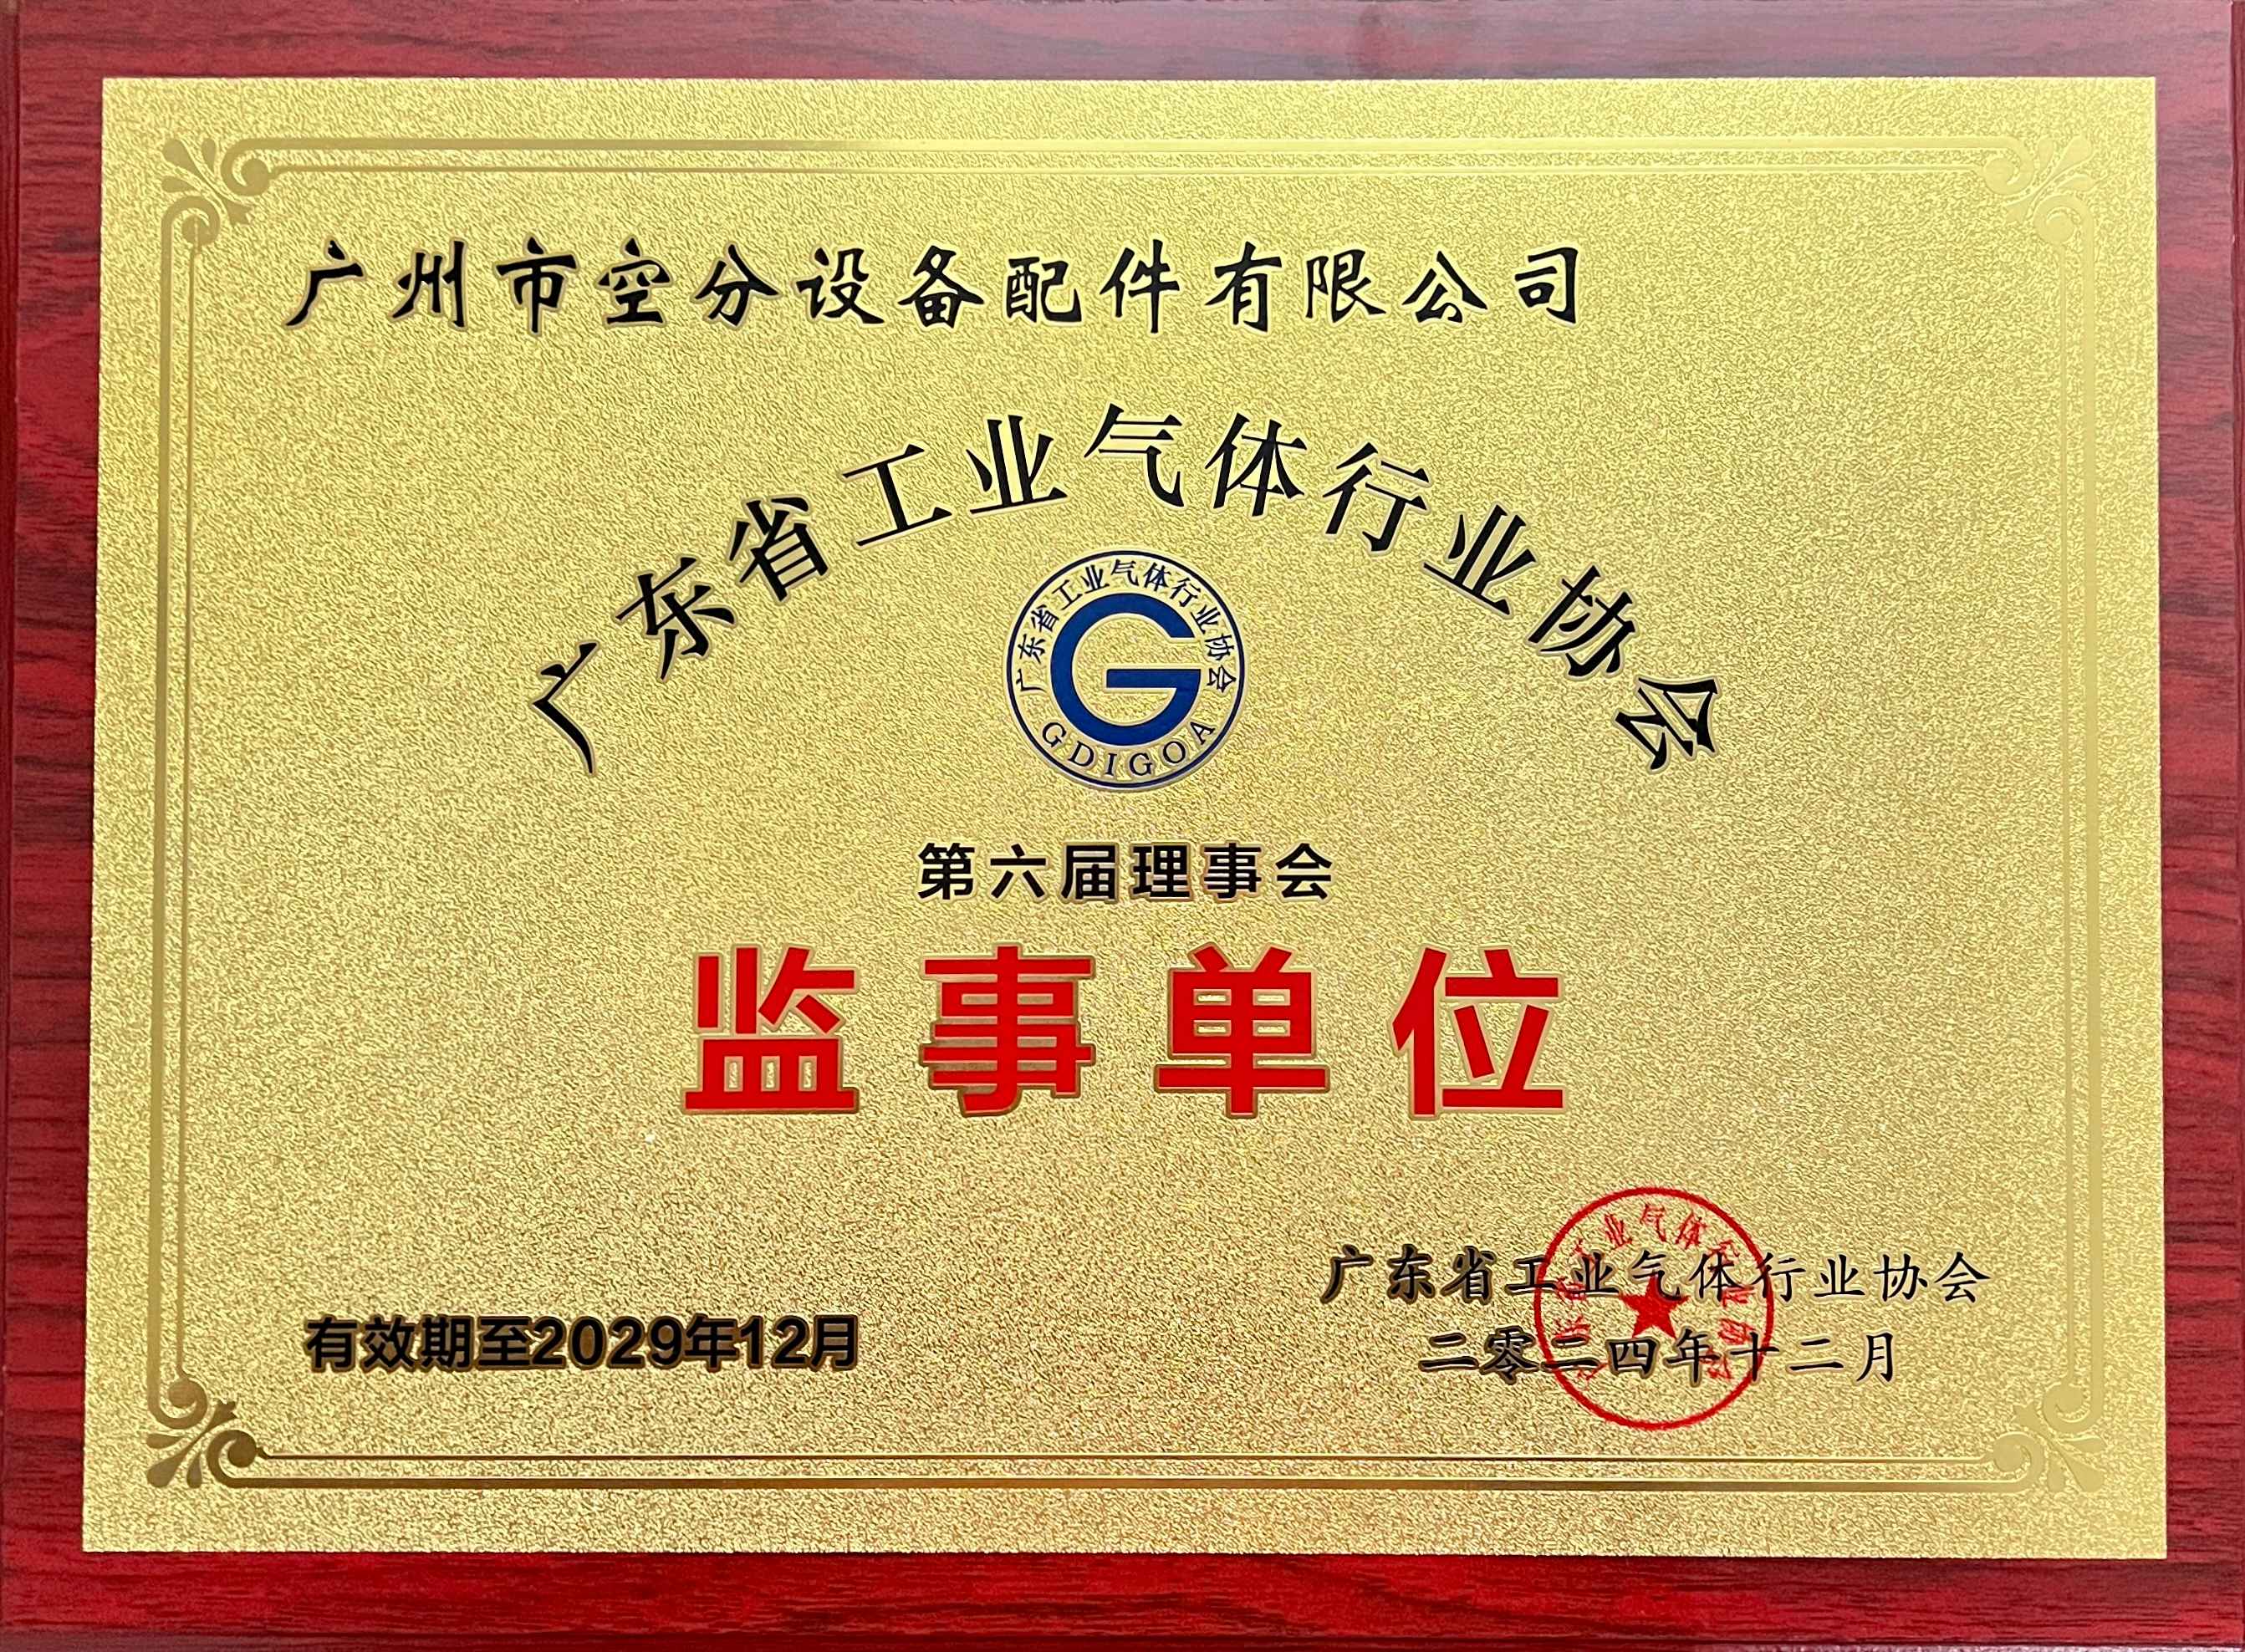 广州市空分设备配件有限公司
广东省工业气体行业协会
广东省工业气体行业协会
GDIGOA
第六届理事会
监事单位
广东省工业气体行业协会
有效期至2029年12月
二零二四年十二月